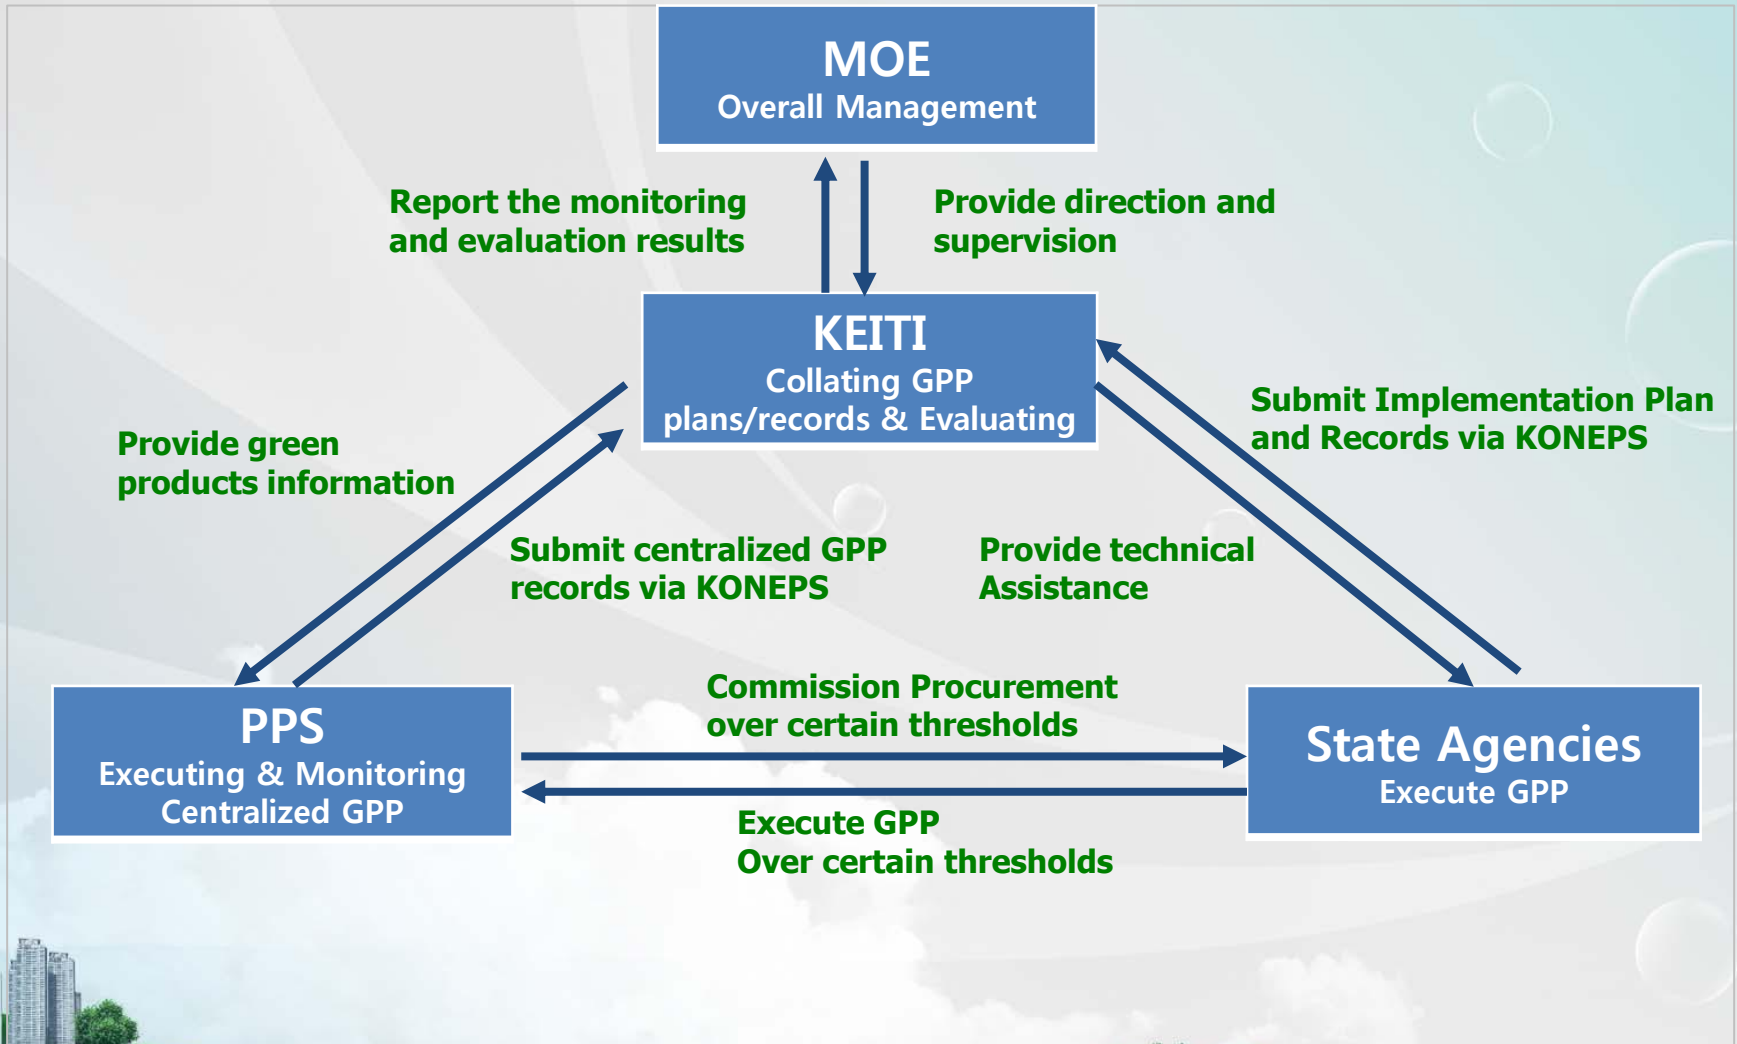 MOE
Overall Management
Report the monitoring
and evaluation results
Provide direction and
supervision
KEITI
Collating GPP
plans/records & Evaluating
Submit Implementation Plan
and Records via KONEPS
Provide green
products information
Submit centralized GPP
records via KONEPS
Provide technical
Assistance
Commission Procurement
over certain thresholds
PPS
Executing & Monitoring
Centralized GPP
State Agencies
Execute GPP
Execute GPP
Over certain thresholds